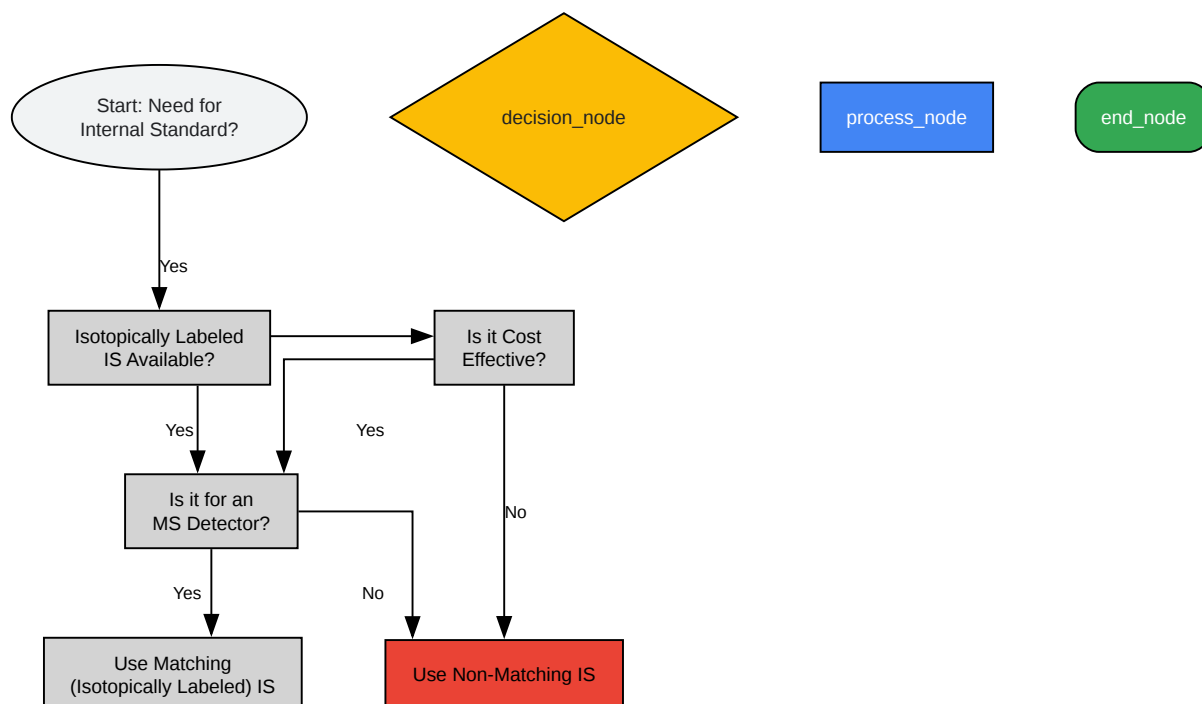 Start: Need for
Internal Standard?
decision_node
process_node
end_node
Yes
Isotopically Labeled
IS Available?
Is it Cost
Effective?
Yes
Yes
Is it for an
MS Detector?
No
Yes
No
Use Matching
(Isotopically Labeled) IS
Use Non-Matching IS